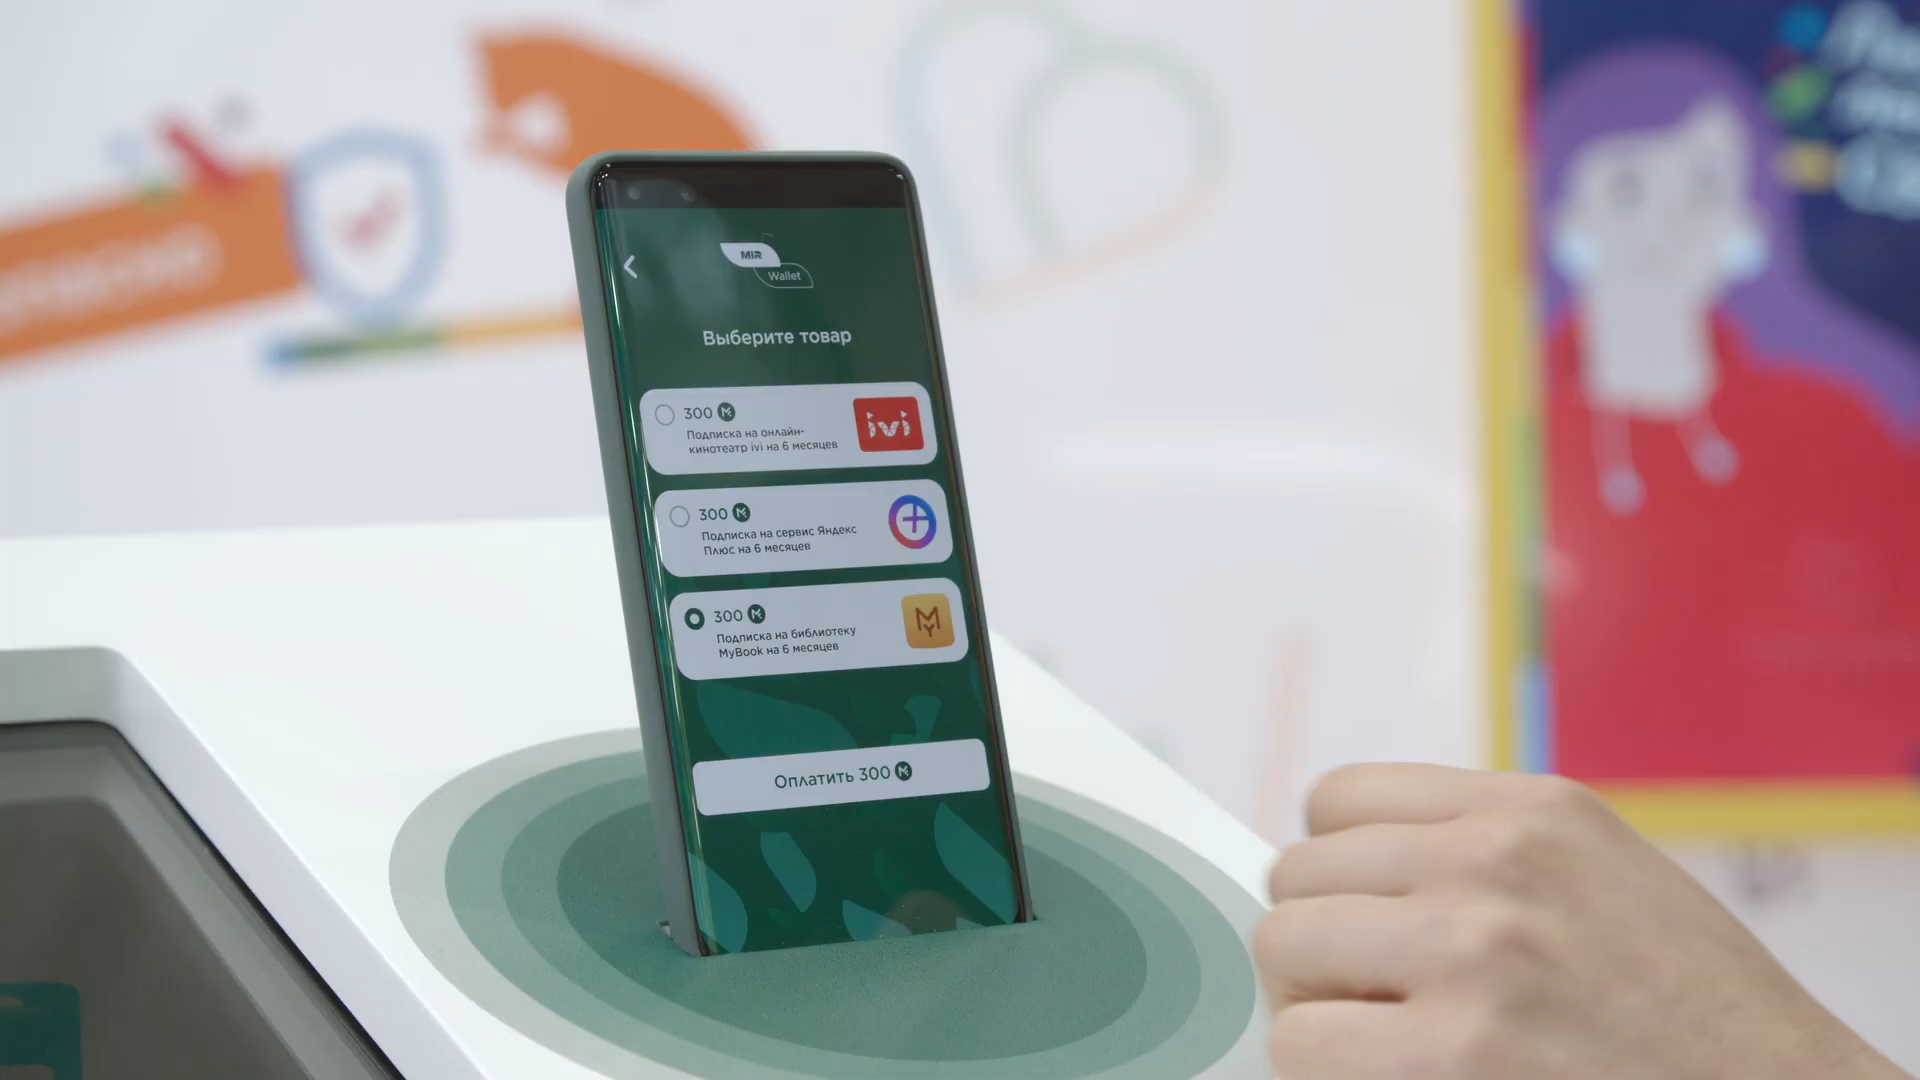 MIR
Wallet
Выберите товар
300
Подписка на онлайн-
кинотеатр ivi на 6 месяцев
ivi
300
Подписка на сервис Яндекс
Плюс на 6 месяцев
300
Подписка на библиотеку
MyBook на 6 месяцев
MY
Оплатить 300